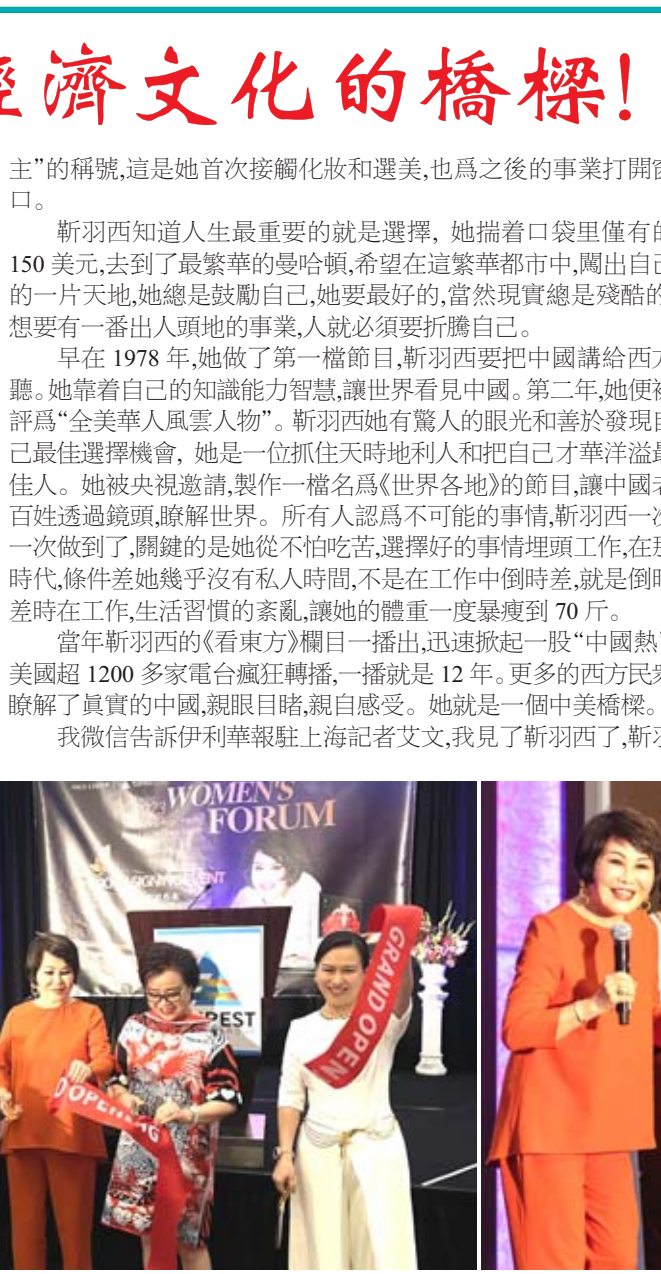 濟文化的橋樑!
主”的稱號,這是她首次接觸化妝和選美,也爲之後的事業打開窗
口。
靳羽西知道人生最重要的就是選擇, 她揣着口袋里僅有的
150 美元,去到了最繁華的曼哈頓,希望在這繁華都市中,闖出自己
的一片天地,她總是鼓勵自己,她要最好的,當然現實總是殘酷的
想要有一番出人頭地的事業,人就必須要折騰自己。
早在 1978 年,她做了第一檔節目,靳羽西要把中國講給西方
聽。她靠着自己的知識能力智慧,讓世界看見中國。第二年,她便被
評爲“全美華人風雲人物”。靳羽西她有驚人的眼光和善於發現自
己最佳選擇機會, 她是一位抓住天時地利人和把自己才華洋溢最
佳人。她被央視邀請,製作一檔名爲《世界各地》的節目,讓中國老
百姓透過鏡頭,瞭解世界。所有人認爲不可能的事情,靳羽西一次
一次做到了,關鍵的是她從不怕吃苦,選擇好的事情埋頭工作,在那
時代,條件差她幾乎沒有私人時間,不是在工作中倒時差,就是倒時
差時在工作,生活習慣的紊亂,讓她的體重一度暴瘦到 70 斤。
當年靳羽西的《看東方》欄目一播出,迅速掀起一股“中國熱”
美國超 1200 多家電台瘋狂轉播,一播就是 12 年。更多的西方民衆
瞭解了眞實的中國,親眼目睹,親自感受。她就是一個中美橋樑。
我微信告訴伊利華報駐上海記者艾文,我見了靳羽西了,靳羽
WOMEN'S
FORUM
EVENT
REST
GRAND OPEN
D OPENING